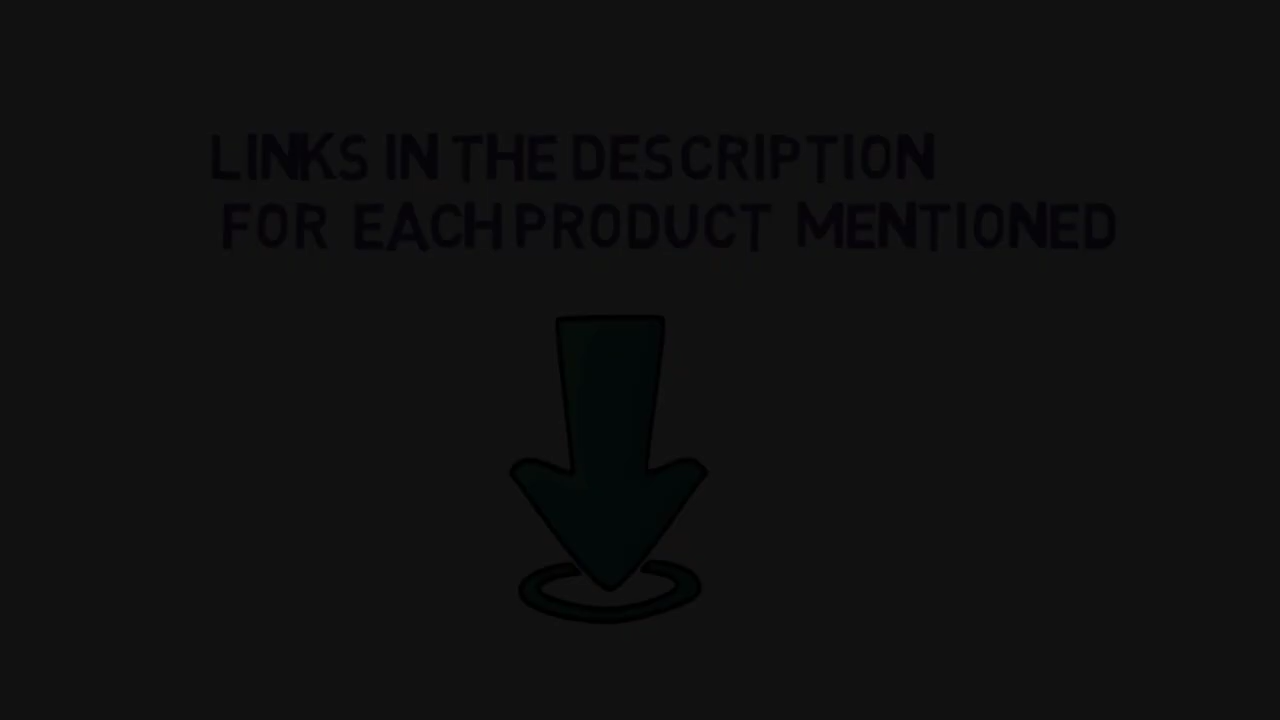 LINKS IN THE DESCRIPTION
FOR EACH PRODUCT MENTIONED